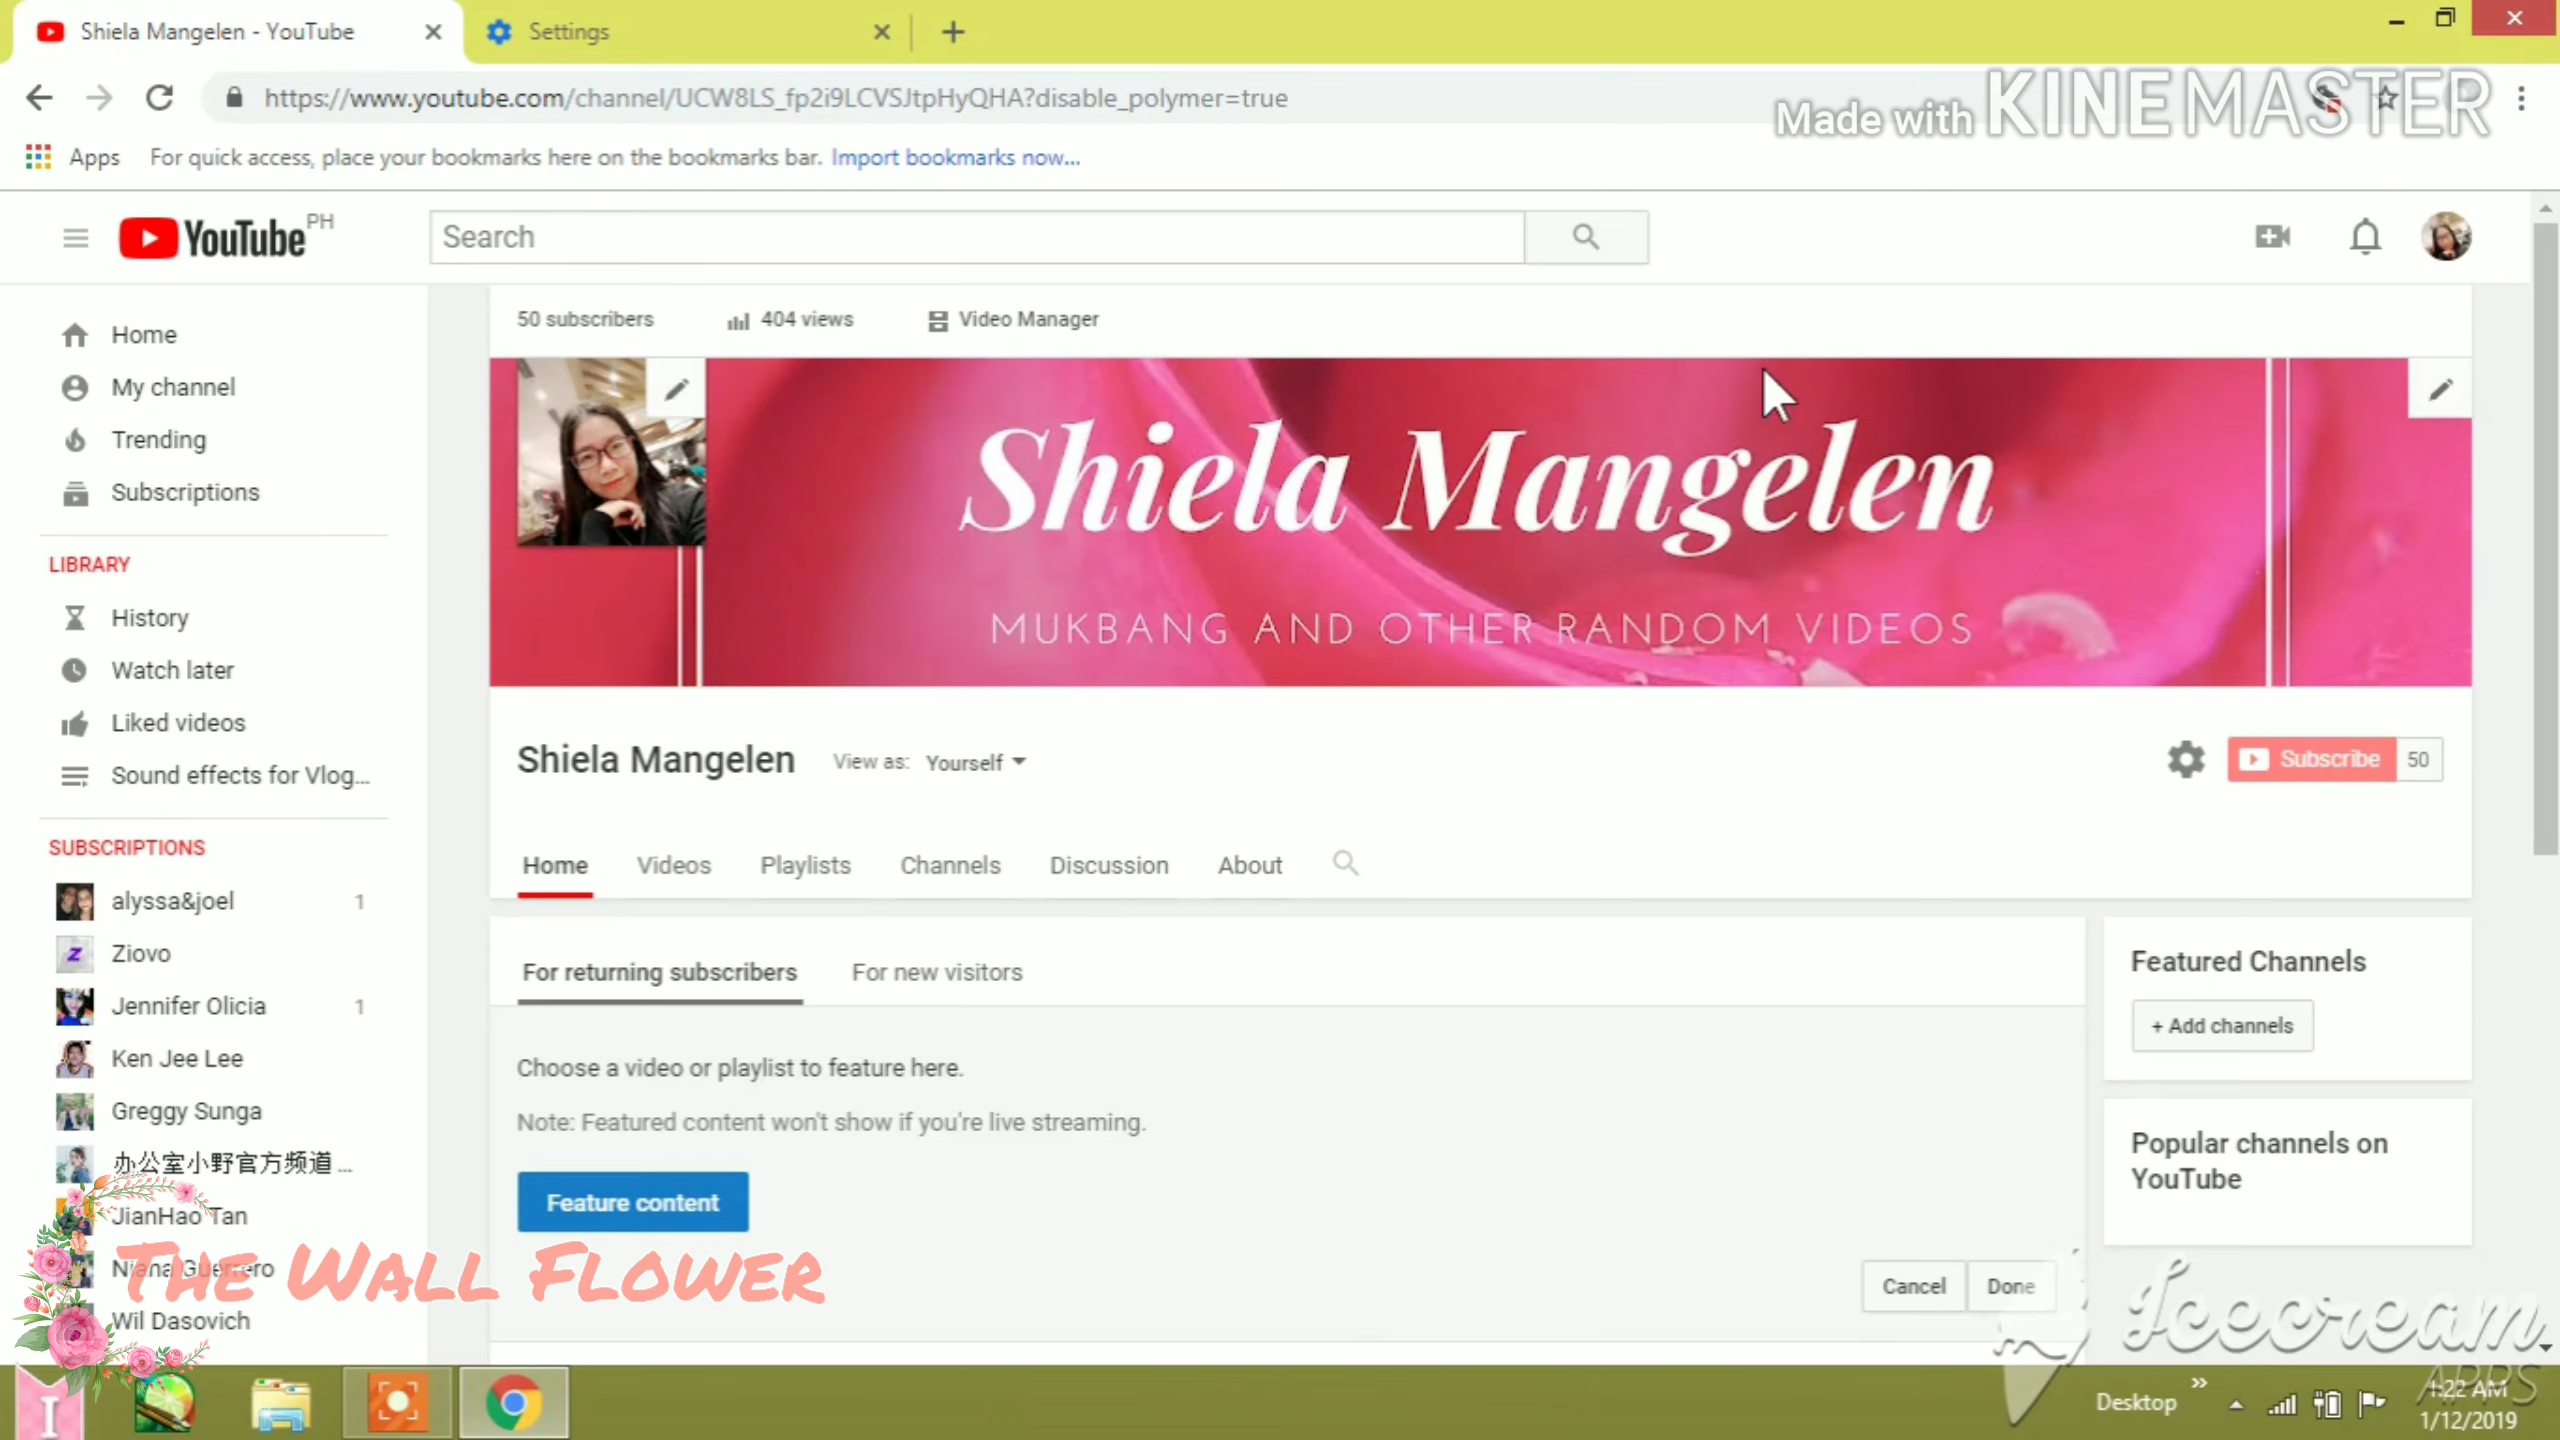 Shiela Mangelen - YouTube
Settings
https://www.youtube.com/channel/UCW8LS_fp2i9LCVSJtpHyQHA?disable_polymer=true
Made with KINEMASTER
Apps
For quick access, place your bookmarks here on the bookmarks bar. Import bookmarks now...
YouTube PH
Search
50 subscribers
404 views
Video Manager
Home
My channel
Trending
Subscriptions
LIBRARY
History
Watch later
Liked videos
Sound effects for Vlog...
SUBSCRIPTIONS
alyssa&joel 1
Ziovo
Jennifer Olicia 1
Ken Jee Lee
Greggy Sunga
办公室小野官方频道 ...
JianHao Tan
Niana Guerrero
Wil Dasovich
The Wall Flower
Shiela Mangelen
MUKBANG AND OTHER RANDOM VIDEOS
Shiela Mangelen
View as: Yourself
Subscribe 50
Home
Videos
Playlists
Channels
Discussion
About
For returning subscribers
For new visitors
Choose a video or playlist to feature here.
Note: Featured content won't show if you're live streaming.
Feature content
Cancel
Done
Featured Channels
+ Add channels
Popular channels on
YouTube
Icecream
APPS
Desktop
1:22 AM
1/12/2019